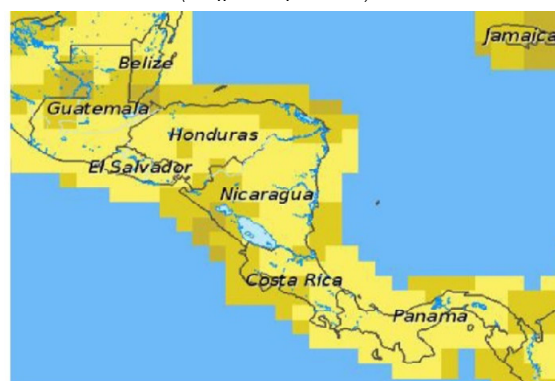 Jamaica
Belize
Guatemala
Honduras
El Salvador
Nicaragua
Costa Rica
Panama